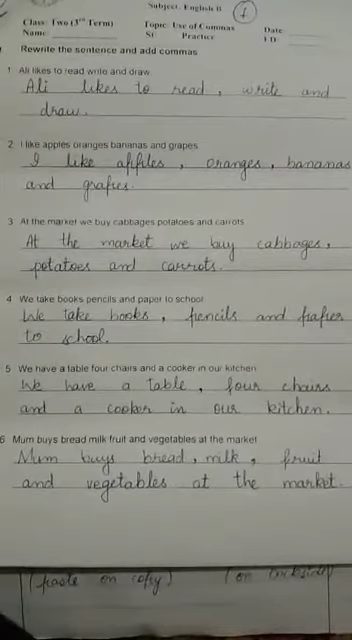 Subject: English B
1
Class: Two (3rd Term) Topic: Use of Commas Date
Name: St Practice ID
Rewrite the sentence and add commas
1 Ali likes to read write and draw
Ali likes to read , write and
draw.
2 I like apples oranges bananas and grapes
I like apples , oranges , bananas
and grapes.
3 At the market we buy cabbages potatoes and carrots
At the market we buy cabbages,
potatoes and carrots.
4 We take books pencils and paper to school
We take books , pencils and paper
to school.
5 We have a table four chairs and a cooker in our kitchen
We have a table , four chairs
and a cooker in our kitchen.
6 Mum buys bread milk fruit and vegetables at the market
Mum buys bread , milk , fruit
and vegetables at the market.
(paste on copy) (on backside)